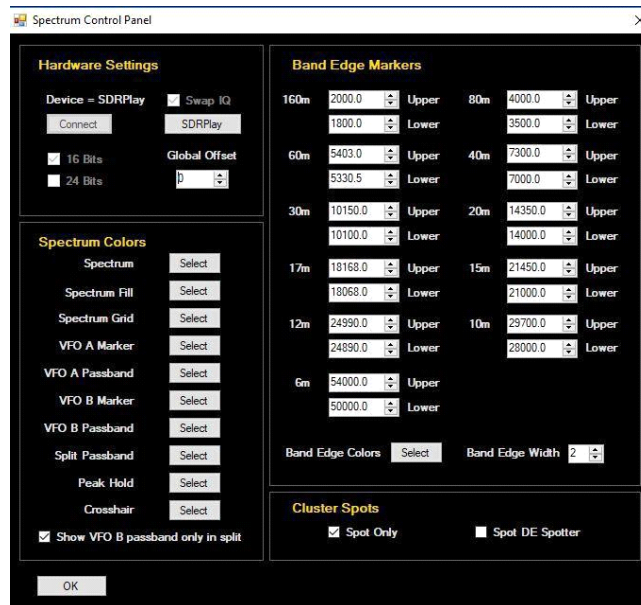 Spectrum Control Panel
Hardware Settings
Device = SDRPlay Swap IQ
Connect SDRPlay
16 Bits Global Offset
24 Bits 0
Spectrum Colors
Spectrum Select
Spectrum Fill Select
Spectrum Grid Select
VFO A Marker Select
VFO A Passband Select
VFO B Marker Select
VFO B Passband Select
Split Passband Select
Peak Hold Select
Crosshair Select
Show VFO B passband only in split
Band Edge Markers
160m 2000.0 Upper 80m 4000.0 Upper
1800.0 Lower 3500.0 Lower
60m 5403.0 Upper 40m 7300.0 Upper
5330.5 Lower 7000.0 Lower
30m 10150.0 Upper 20m 14350.0 Upper
10100.0 Lower 14000.0 Lower
17m 18168.0 Upper 15m 21450.0 Upper
18068.0 Lower 21000.0 Lower
12m 24990.0 Upper 10m 29700.0 Upper
24890.0 Lower 28000.0 Lower
6m 54000.0 Upper
50000.0 Lower
Band Edge Colors Select Band Edge Width 2
Cluster Spots
Spot Only Spot DE Spotter
OK